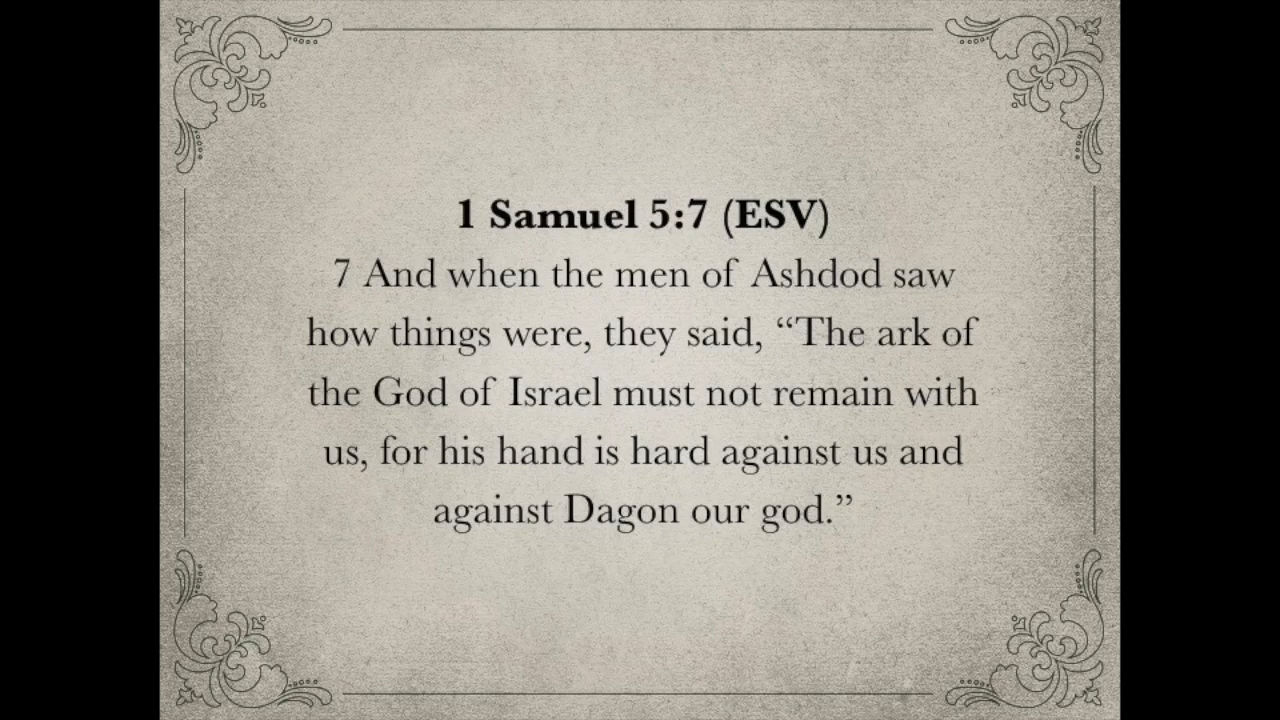 1 Samuel 5:7 (ESV)
7 And when the men of Ashdod saw
how things were, they said, “The ark of
the God of Israel must not remain with
us, for his hand is hard against us and
against Dagon our god.”